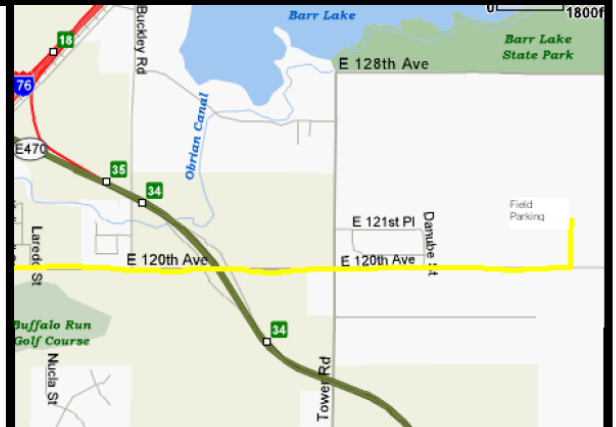 0
1800ft
Barr Lake
Buckley Rd
18
Barr Lake
State Park
E 128th Ave
76
Obrian Canal
E470
35
34
Field
Parking
E 121st Pl
Danube St
Laredo St
E 120th Ave
E 120th Ave
Buffalo Run
Golf Course
34
Nucla St
Tower Rd